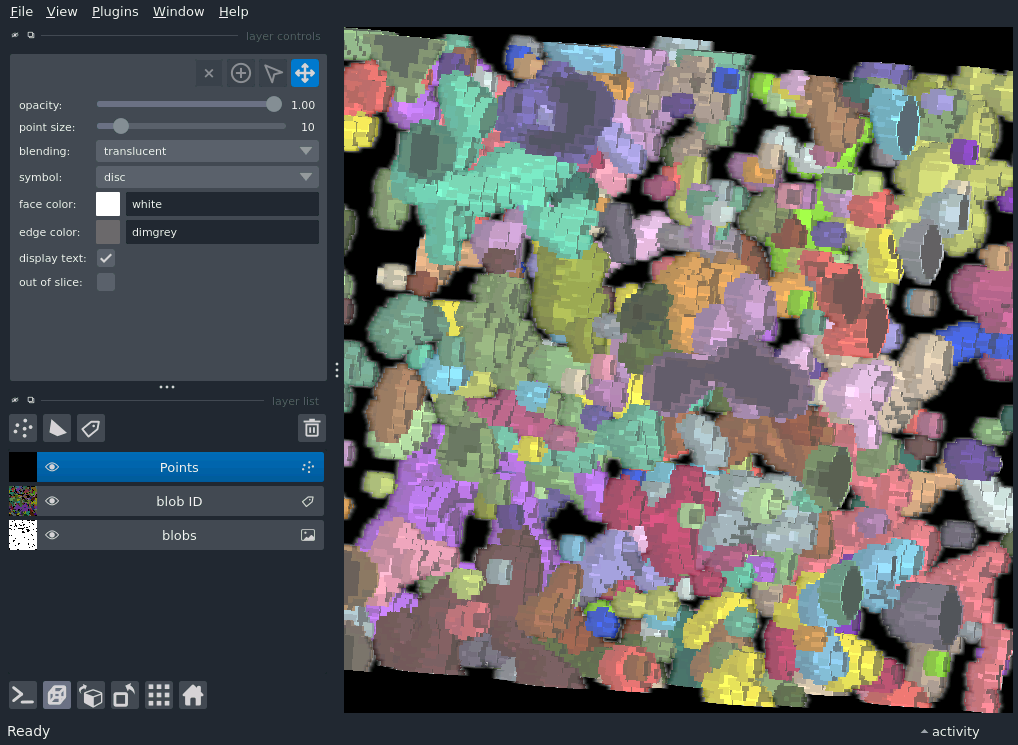 File View Plugins Window Help
layer controls
opacity: 1.00
point size: 10
blending: translucent
symbol: disc
face color: white
edge color: dimgrey
display text:
out of slice:
layer list
Points
blob ID
blobs
Ready activity